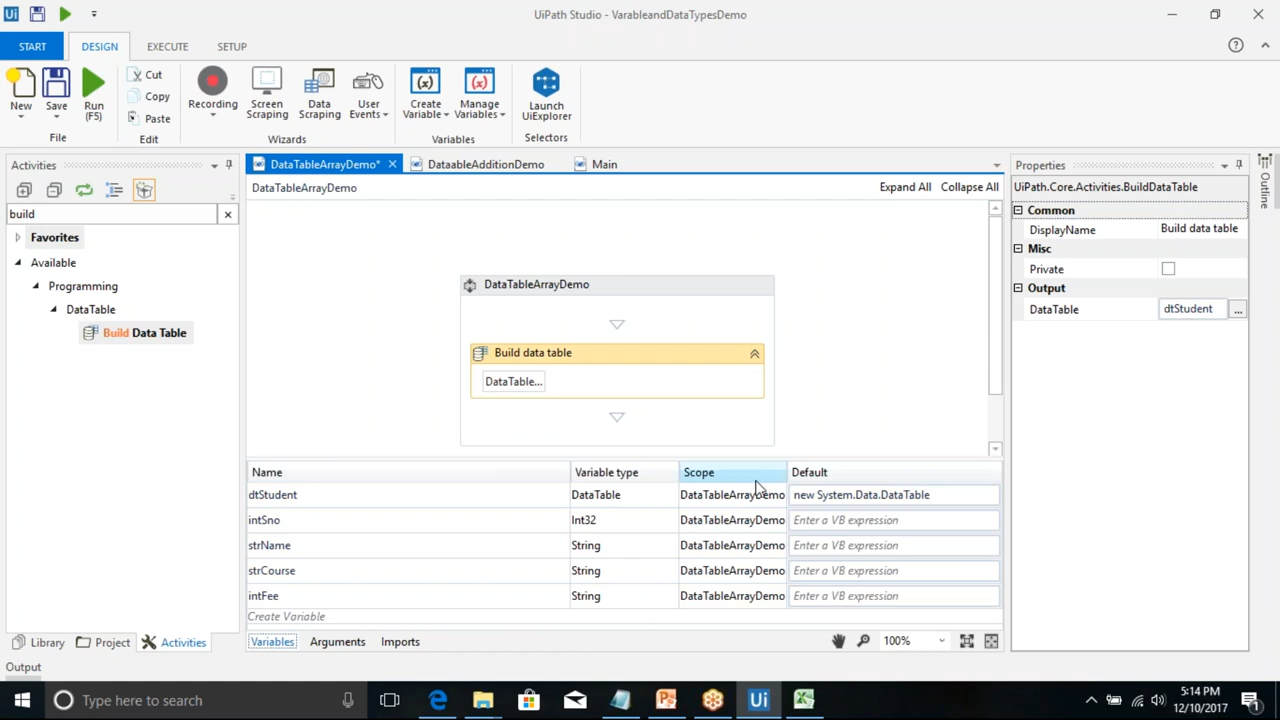 Ui
UiPath Studio - VarableandDataTypesDemo
START
DESIGN
EXECUTE
SETUP
New
Save
Run
(F5)
Cut
Copy
Paste
Recording
Screen
Scraping
Data
Scraping
User
Events
Create
Variable
Manage
Variables
Launch
UiExplorer
File
Edit
Wizards
Variables
Selectors
Activities
build
Favorites
Available
Programming
DataTable
Build Data Table
Library
Project
Activities
DataTableArrayDemo*
DataableAdditionDemo
Main
DataTableArrayDemo
Expand All
Collapse All
DataTableArrayDemo
Build data table
DataTable...
Name Variable type Scope Default
dtStudent DataTable DataTableArrayDemo new System.Data.DataTable
intSno Int32 DataTableArrayDemo Enter a VB expression
strName String DataTableArrayDemo Enter a VB expression
strCourse String DataTableArrayDemo Enter a VB expression
intFee String DataTableArrayDemo Enter a VB expression
Create Variable
Variables
Arguments
Imports
100%
Properties
UiPath.Core.Activities.BuildDataTable
Common
DisplayName Build data table
Misc
Private
Output
DataTable dtStudent ...
Outline
Output
Type here to search
Ui
5:14 PM
12/10/2017
1